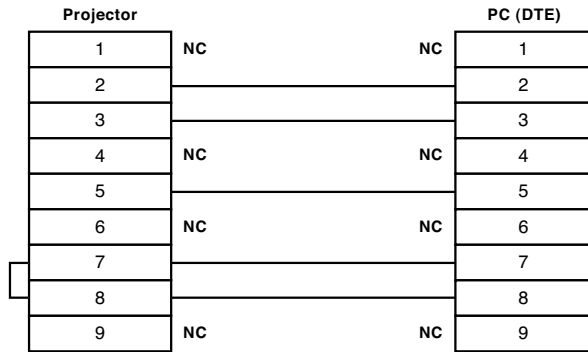 Projector PC (DTE)
1 NC NC 1
2 2
3 3
4 NC NC 4
5 5
6 NC NC 6
7 7
8 8
9 NC NC 9